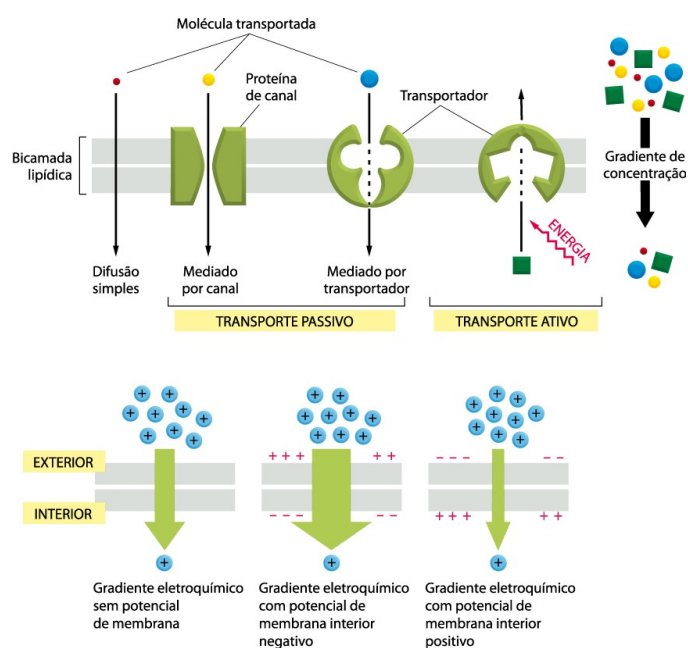 Molécula transportada
Proteína
de canal
Transportador
Bicamada
lipídica
Gradiente de
concentração
ENERGIA
Difusão
simples
Mediado
por canal
Mediado por
transportador
TRANSPORTE PASSIVO
TRANSPORTE ATIVO
+ + + + + + + + +
+ + + + + + + + +
+ + + + + + + + +
EXTERIOR
+ + + + +
– – – – –
INTERIOR
– – – – –
+ + + + +
+
+
+
Gradiente eletroquímico
sem potencial
de membrana
Gradiente eletroquímico
com potencial de
membrana interior
negativo
Gradiente eletroquímico
com potencial de
membrana interior
positivo